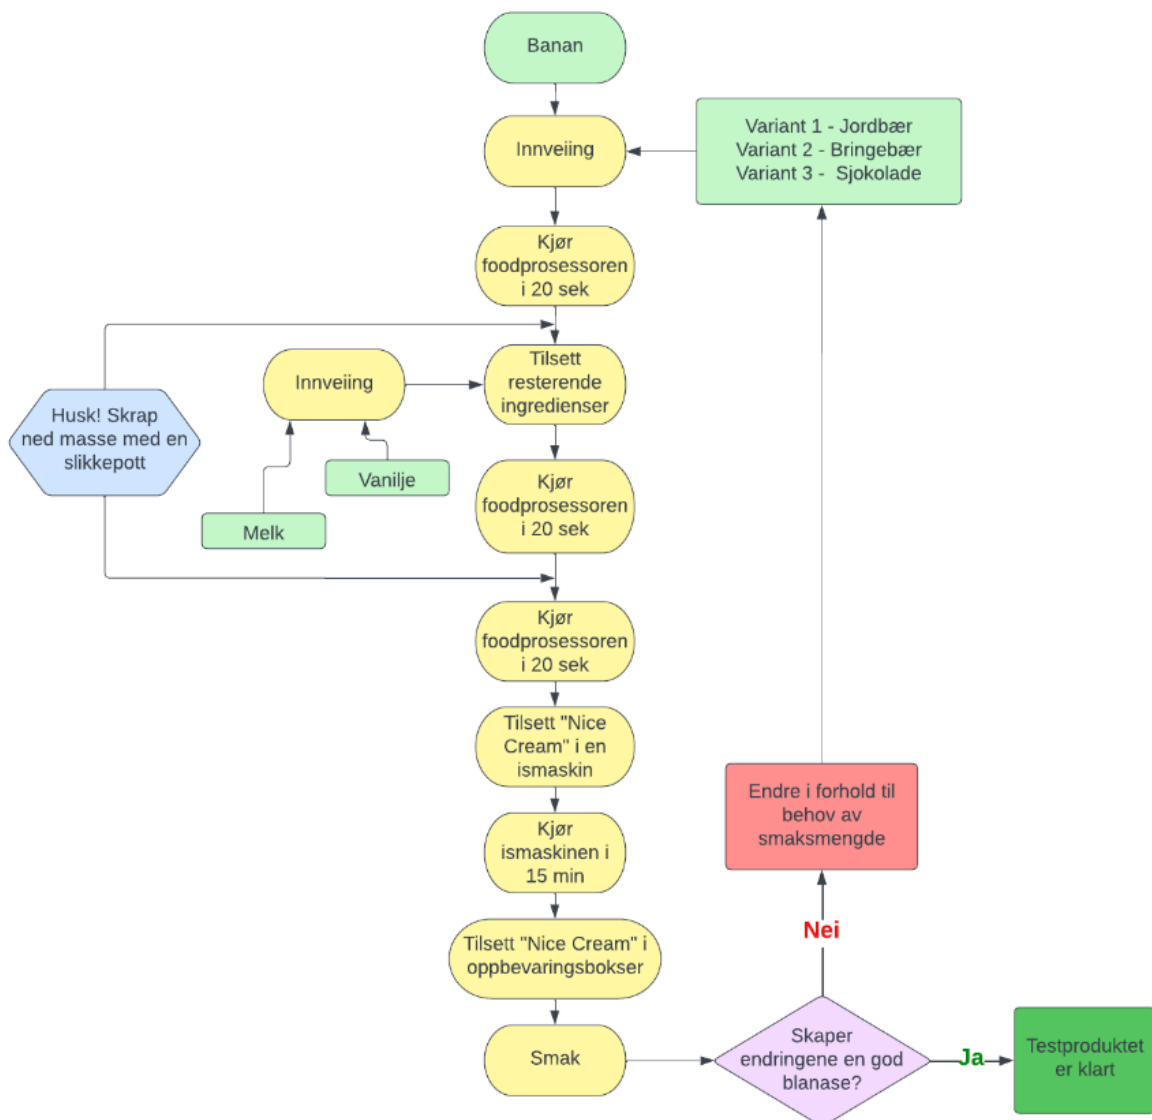 Banan
Innveiing
Variant 1 - Jordbær
Variant 2 - Bringebær
Variant 3 -  Sjokolade
Kjør
foodprosessoren
i 20 sek
Husk! Skrap
ned masse med en
slikkepott
Innveiing
Tilsett
resterende
ingredienser
Vanilje
Melk
Kjør
foodprosessoren
i 20 sek
Kjør
foodprosessoren
i 20 sek
Tilsett "Nice
Cream" i en
ismaskin
Kjør
ismaskinen i
15 min
Tilsett "Nice Cream" i
oppbevaringsbokser
Smak
Skaper
endringene en god
blanase?
Nei
Endre i forhold til
behov av
smaksmengde
Ja
Testproduktet
er klart